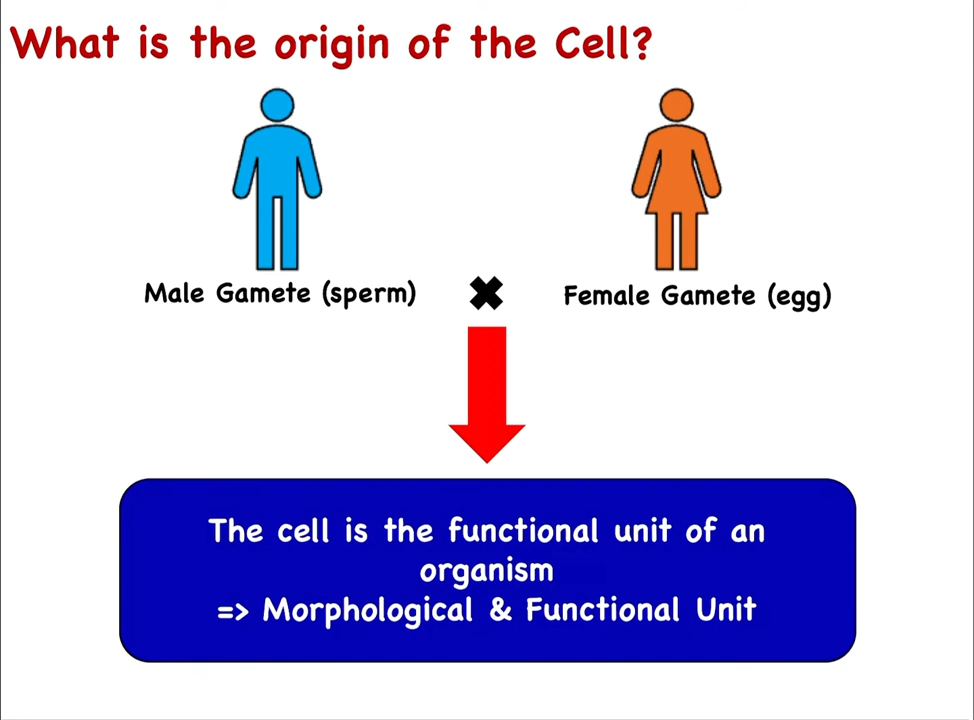 What is the origin of the Cell?
Male Gamete (sperm)
Female Gamete (egg)
The cell is the functional unit of an
organism
=> Morphological & Functional Unit